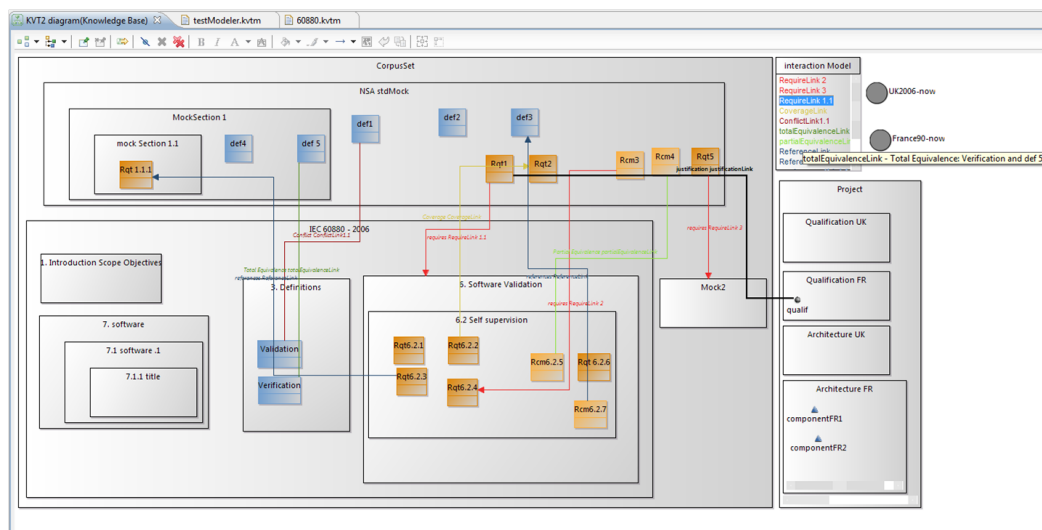 KVT2 diagram(Knowledge Base)
testModeler.kvtm
60880.kvtm
B I A
CorpusSet
NSA stdMock
MockSection 1
mock Section 1.1
Rqt 1.1.1
def4
def 5
def1
def2
def3
Rqt1
Rqt2
Rcm3
Rcm4
Rqt5
justification justificationLink
Coverage CoverageLink
requires RequireLink 1.1
requires RequireLink 3
IEC 60880 - 2006
Conflict ConflictLink1.1
Total Equivalence totalEquivalenceLink
references ReferenceLink
1. Introduction Scope Objectives
3. Definitions
Validation
Verification
7. software
7.1 software .1
7.1.1 title
6. Software Validation
requires RequireLink 2
6.2 Self supervision
Rqt6.2.1
Rqt6.2.2
Rqt6.2.3
Rqt6.2.4
Rcm6.2.5
Rqt 6.2.6
Rcm6.2.7
Mock2
interaction Model
RequireLink 2
RequireLink 3
RequireLink 1.1
CoverageLink
ConflictLink1.1
totalEquivalenceLink
partialEquivalenceL
ReferenceLink
Refere
totalEquivalenceLink - Total Equivalence: Verification and def 5
UK2006-now
France90-now
Project
Qualification UK
Qualification FR
qualif
Architecture UK
Architecture FR
componentFR1
componentFR2